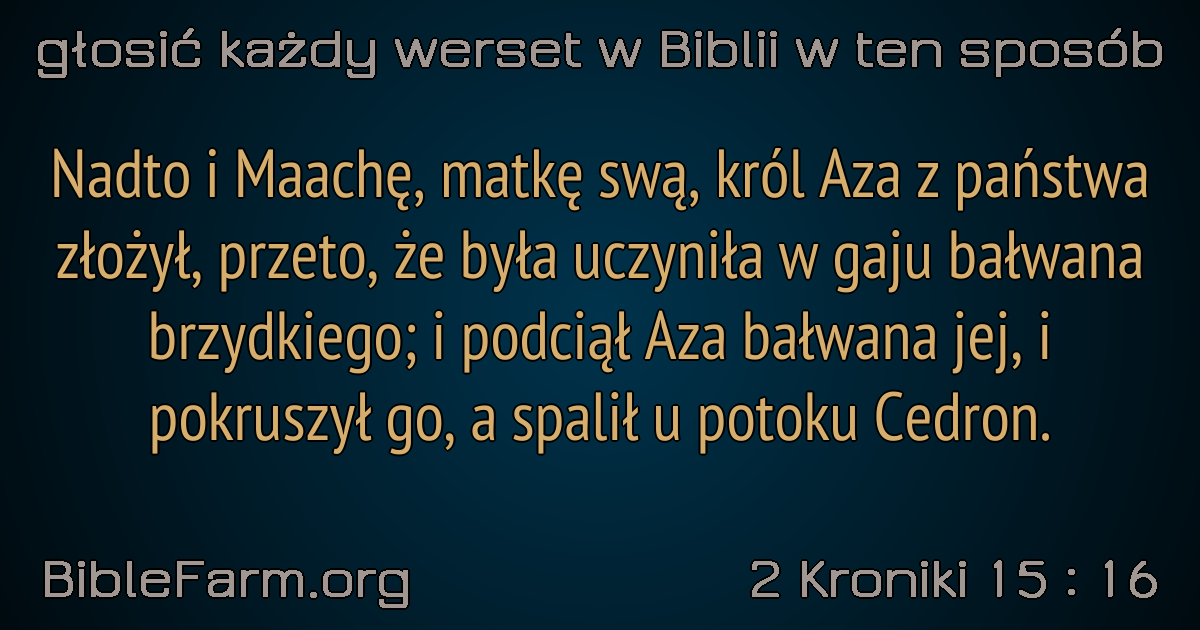 głosić każdy werset w Biblii w ten sposób
Nadto i Maachę, matkę swą, król Aza z państwa
złożył, przeto, że była uczyniła w gaju bałwana
brzydkiego; i podciął Aza bałwana jej, i
pokruszył go, a spalił u potoku Cedron.
BibleFarm.org
2 Kroniki 15 : 16